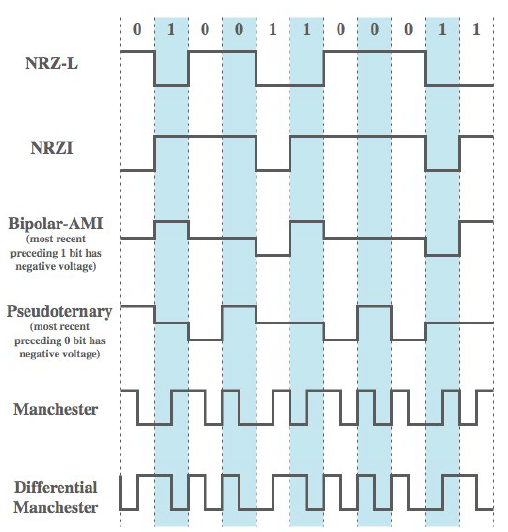 0 1 0 0 1 1 0 0 0 1 1
NRZ-L
NRZI
Bipolar-AMI
(most recent
preceding 1 bit has
negative voltage)
Pseudoternary
(most recent
preceding 0 bit has
negative voltage)
Manchester
Differential
Manchester